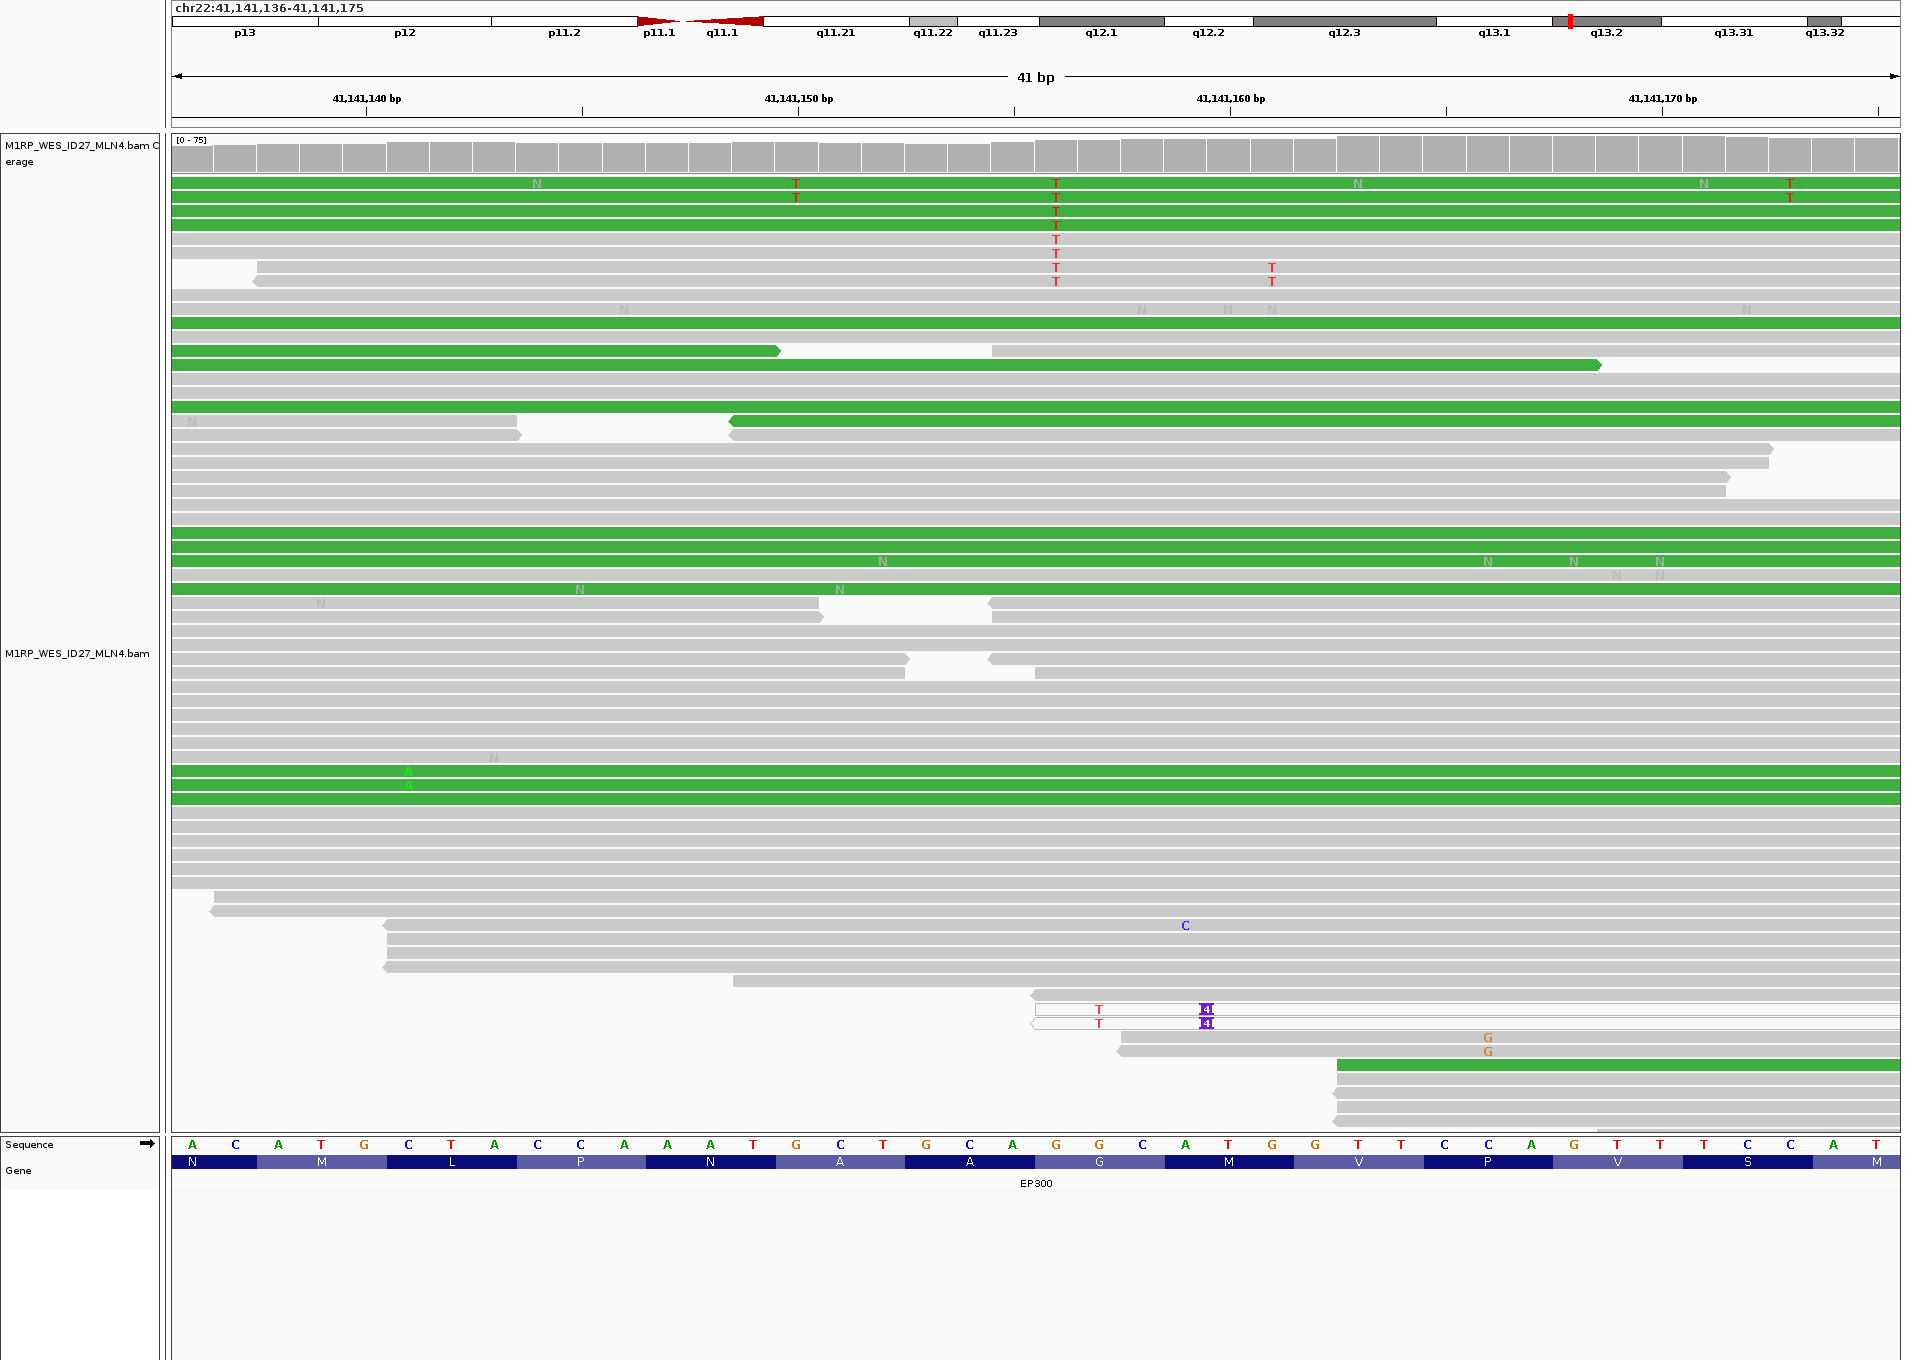 chr22:41,141,136-41,141,175
p13 p12 p11.2 p11.1 q11.1 q11.21 q11.22 q11.23 q12.1 q12.2 q12.3 q13.1 q13.2 q13.31 q13.32
41 bp
41,141,140 bp 41,141,150 bp 41,141,160 bp 41,141,170 bp
M1RP_WES_ID27_MLN4.bam C
erage
[0 - 75]
N T T N N T
T T T
T
T
T
T
T T
T T
N N N N N
N
N N N N
N N
N N
N
M1RP_WES_ID27_MLN4.bam
N
A
A
C
T 4
T 4
G
G
Sequence A C A T G C T A C C A A A T G C T G C A G G C A T G G T T C C A G T T T C C A T
Gene N M L P N A A G M V P V S M
EP300